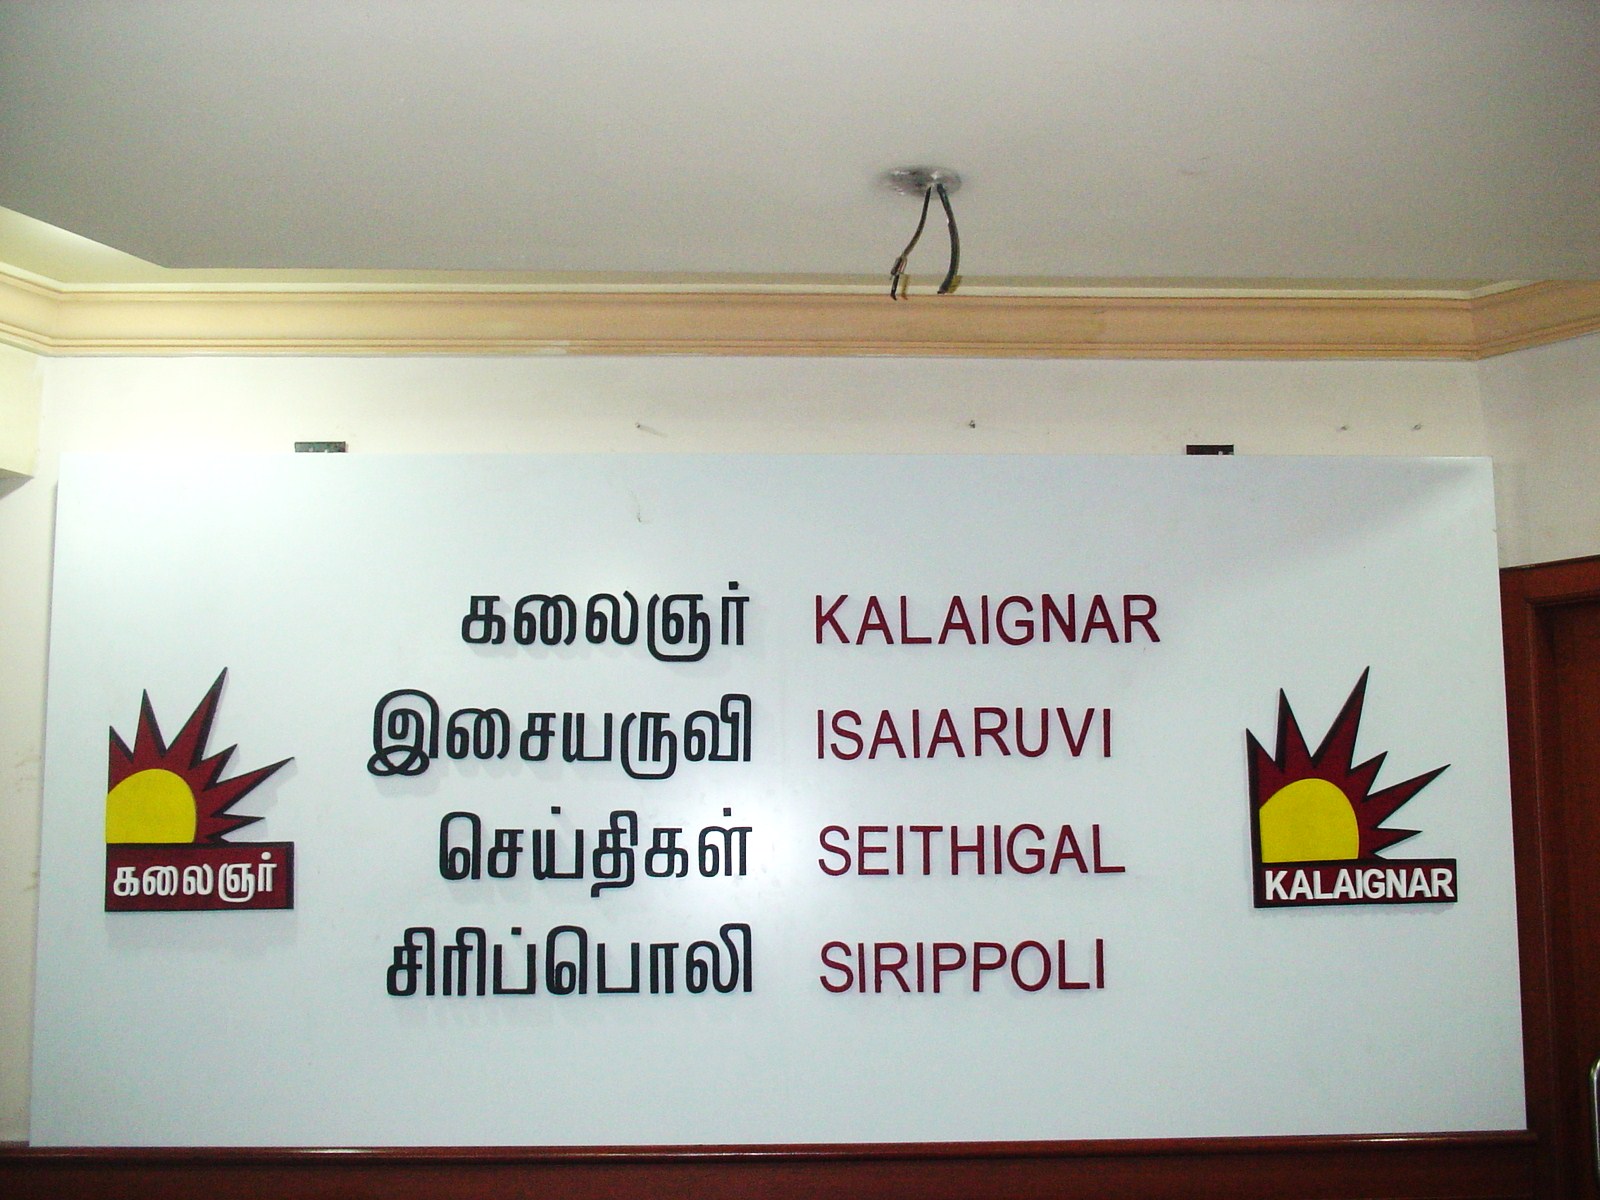 கலைஞர் KALAIGNAR
இசையருவி ISAIARUVI
செய்திகள் SEITHIGAL
சிரிப்பொலி SIRIPPOLI
கலைஞர்
KALAIGNAR